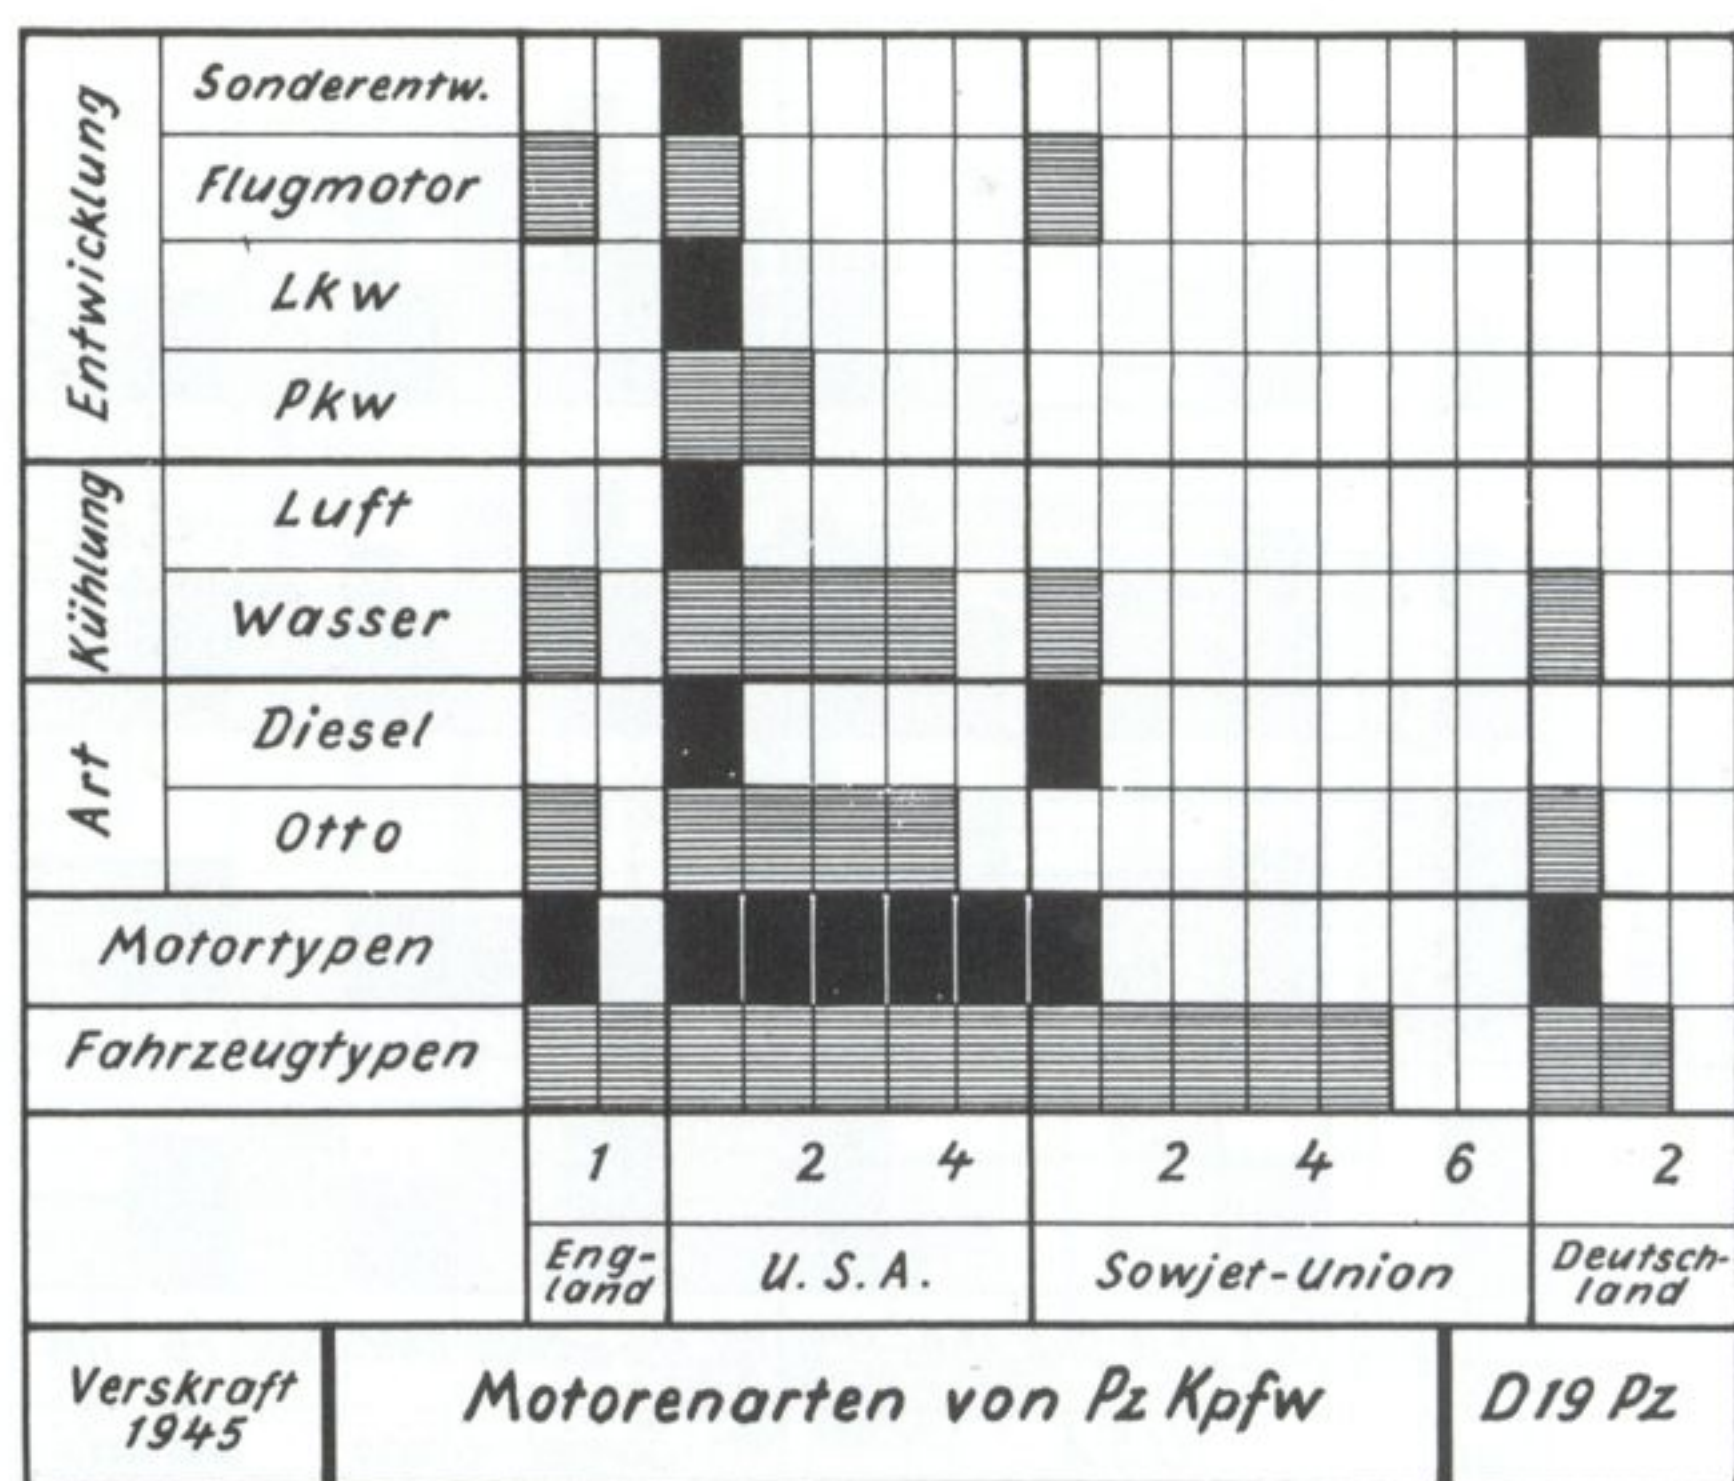 Entwicklung
Sonderentw.
Flugmotor
Lkw
Pkw
Kühlung
Luft
Wasser
Art
Diesel
Otto
Motortypen
Fahrzeugtypen
1 2 4 2 4 6 2
Eng-
land
U.S.A.
Sowjet-Union
Deutsch-
land
Verskraft
1945
Motorenarten von Pz Kpfw
D19 Pz